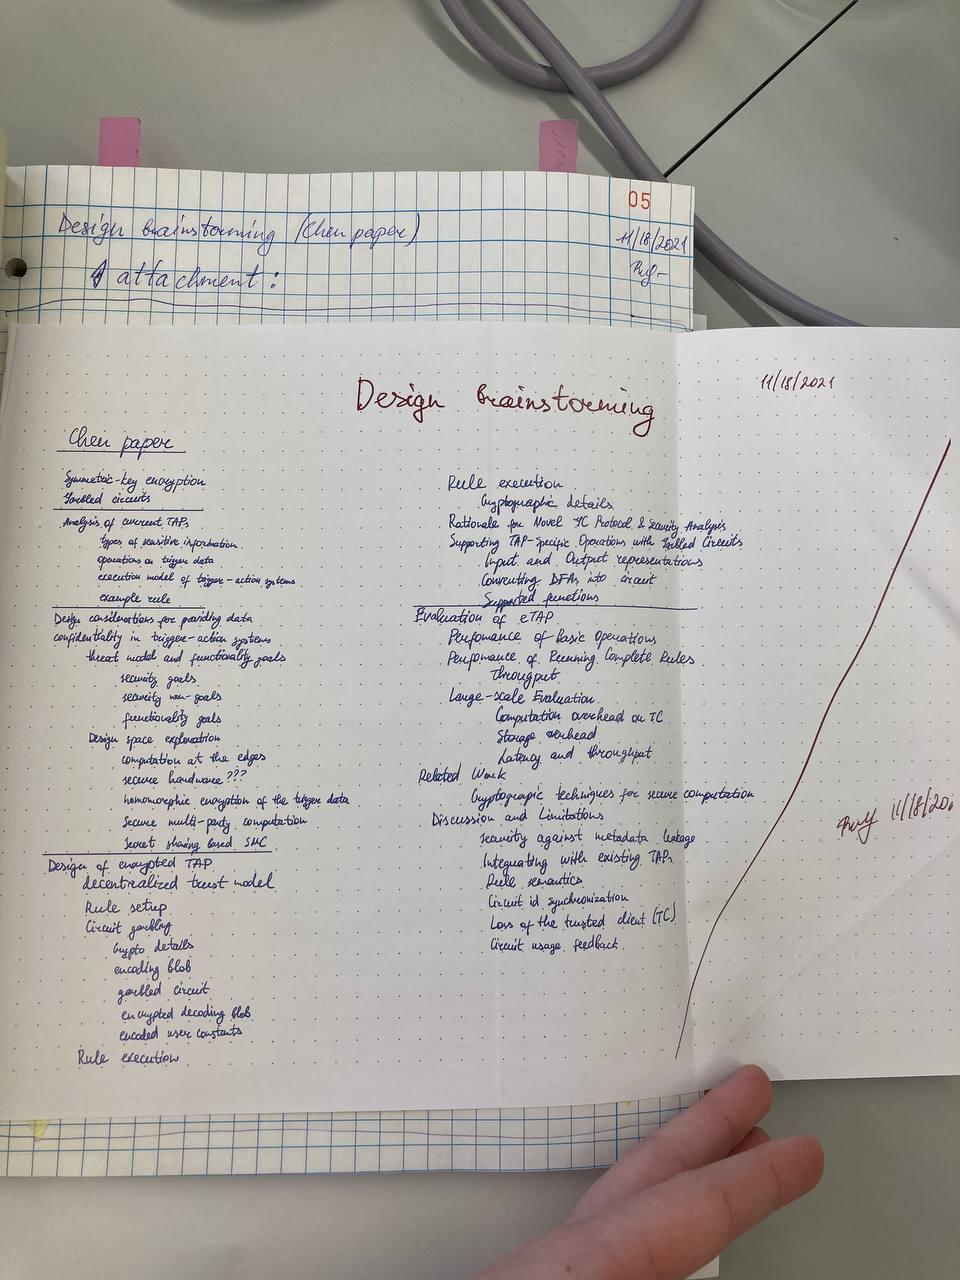 05
Design brainstorming (Chen paper)
11/18/2021
1 attachment:
Design brainstorming
11/18/2021
Chen paper
Symmetric-key encryption
Garbled circuits
Analysis of current TAPs
types of sensitive information
operations on trigger data
execution model of trigger-action systems
example rule
Design considerations for providing data
confidentiality in trigger-action systems
threat model and functionality goals
security goals
security non-goals
functionality goals
Design space exploration
computation at the edges
secure hardware???
homomorphic encryption of the trigger data
Secure multi-party computation
Secret sharing based SMC
Design of encrypted TAP
decentralized trust model
Rule setup
Circuit garbling
Crypto details
encoding blob
garbled circuit
encrypted decoding blob
encoded user constants
Rule execution
Rule execution
Cryptographic details
Rationale for Novel GC Protocol & Security Analysis
Supporting TAP-Specific Operations with Garbled Circuits
Input and Output representations
Converting DFAs into circuit
Supported functions
Evaluation of eTAP
Perfomance of Basic Operations
Perfomance of Running Complete Rules
Throughput
Large-scale Evaluation
Computation overhead on TC
Storage overhead
Latency and throughput
Related Work
Cryptograpic techniques for secure computation
Discussion and Limitations
security against metadata leakage
Integrating with existing TAPs
Rule semantics
Circuit id synchronization
Loss of the trusted client (TC)
Circuit usage feedback
11/18/20